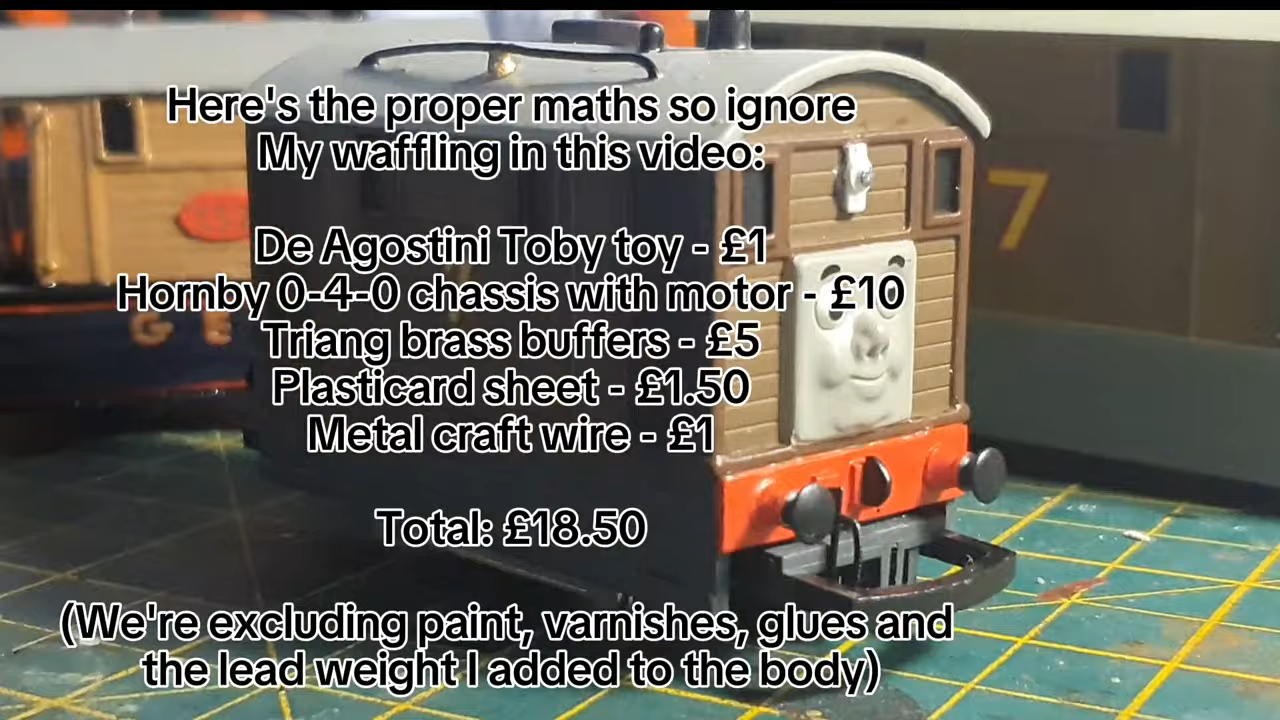 Here's the proper maths so ignore
My waffling in this video:
De Agostini Toby toy - £1
Hornby 0-4-0 chassis with motor - £10
Triang brass buffers - £5
Plasticard sheet - £1.50
Metal craft wire - £1
Total: £18.50
(We're excluding paint, varnishes, glues and
the lead weight I added to the body)
7
G E